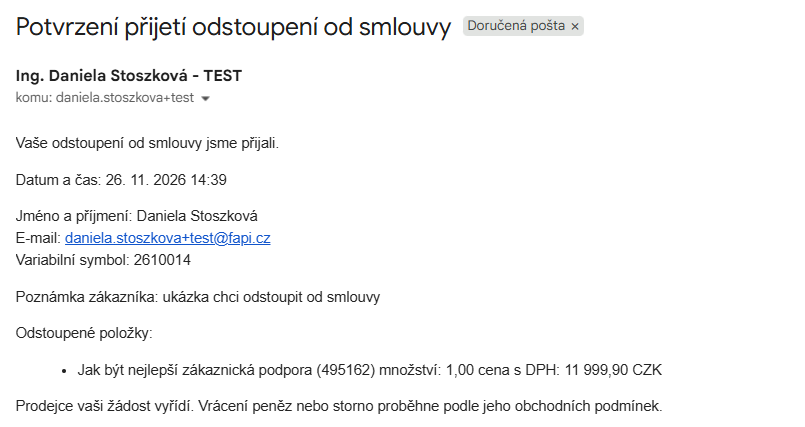 Potvrzení přijetí odstoupení od smlouvy Doručená pošta ×
Ing. Daniela Stoszková - TEST
komu: daniela.stoszkova+test
Vaše odstoupení od smlouvy jsme přijali.
Datum a čas: 26. 11. 2026 14:39
Jméno a příjmení: Daniela Stoszková
E-mail: daniela.stoszkova+test@fapi.cz
Variabilní symbol: 2610014
Poznámka zákazníka: ukázka chci odstoupit od smlouvy
Odstoupené položky:
• Jak být nejlepší zákaznická podpora (495162) množství: 1,00 cena s DPH: 11 999,90 CZK
Prodejce vaši žádost vyřídí. Vrácení peněz nebo storno proběhne podle jeho obchodních podmínek.